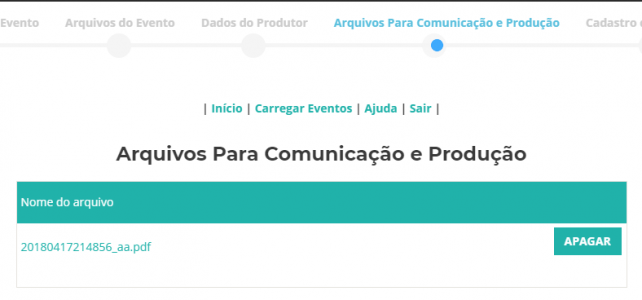 Evento Arquivos do Evento Dados do Produtor Arquivos Para Comunicação e Produção Cadastro
| Início | Carregar Eventos | Ajuda | Sair |
Arquivos Para Comunicação e Produção
Nome do arquivo
20180417214856_aa.pdf APAGAR